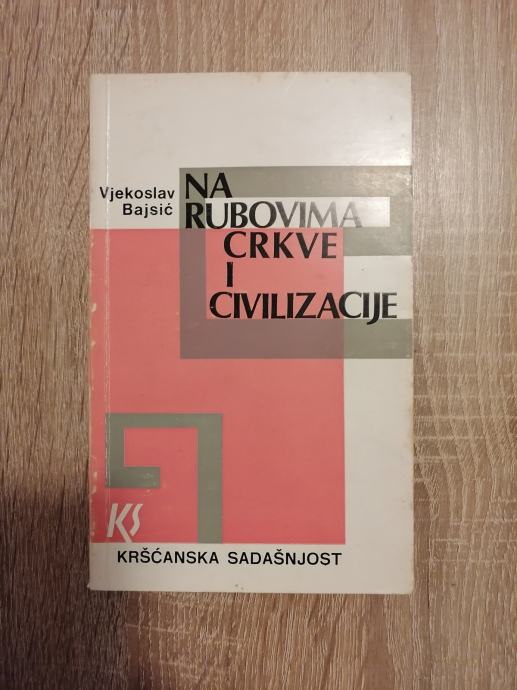 Vjekoslav
Bajsić
NA
RUBOVIMA
CRKVE
I
CIVILIZACIJE
KS
KRŠĆANSKA SADAŠNJOST